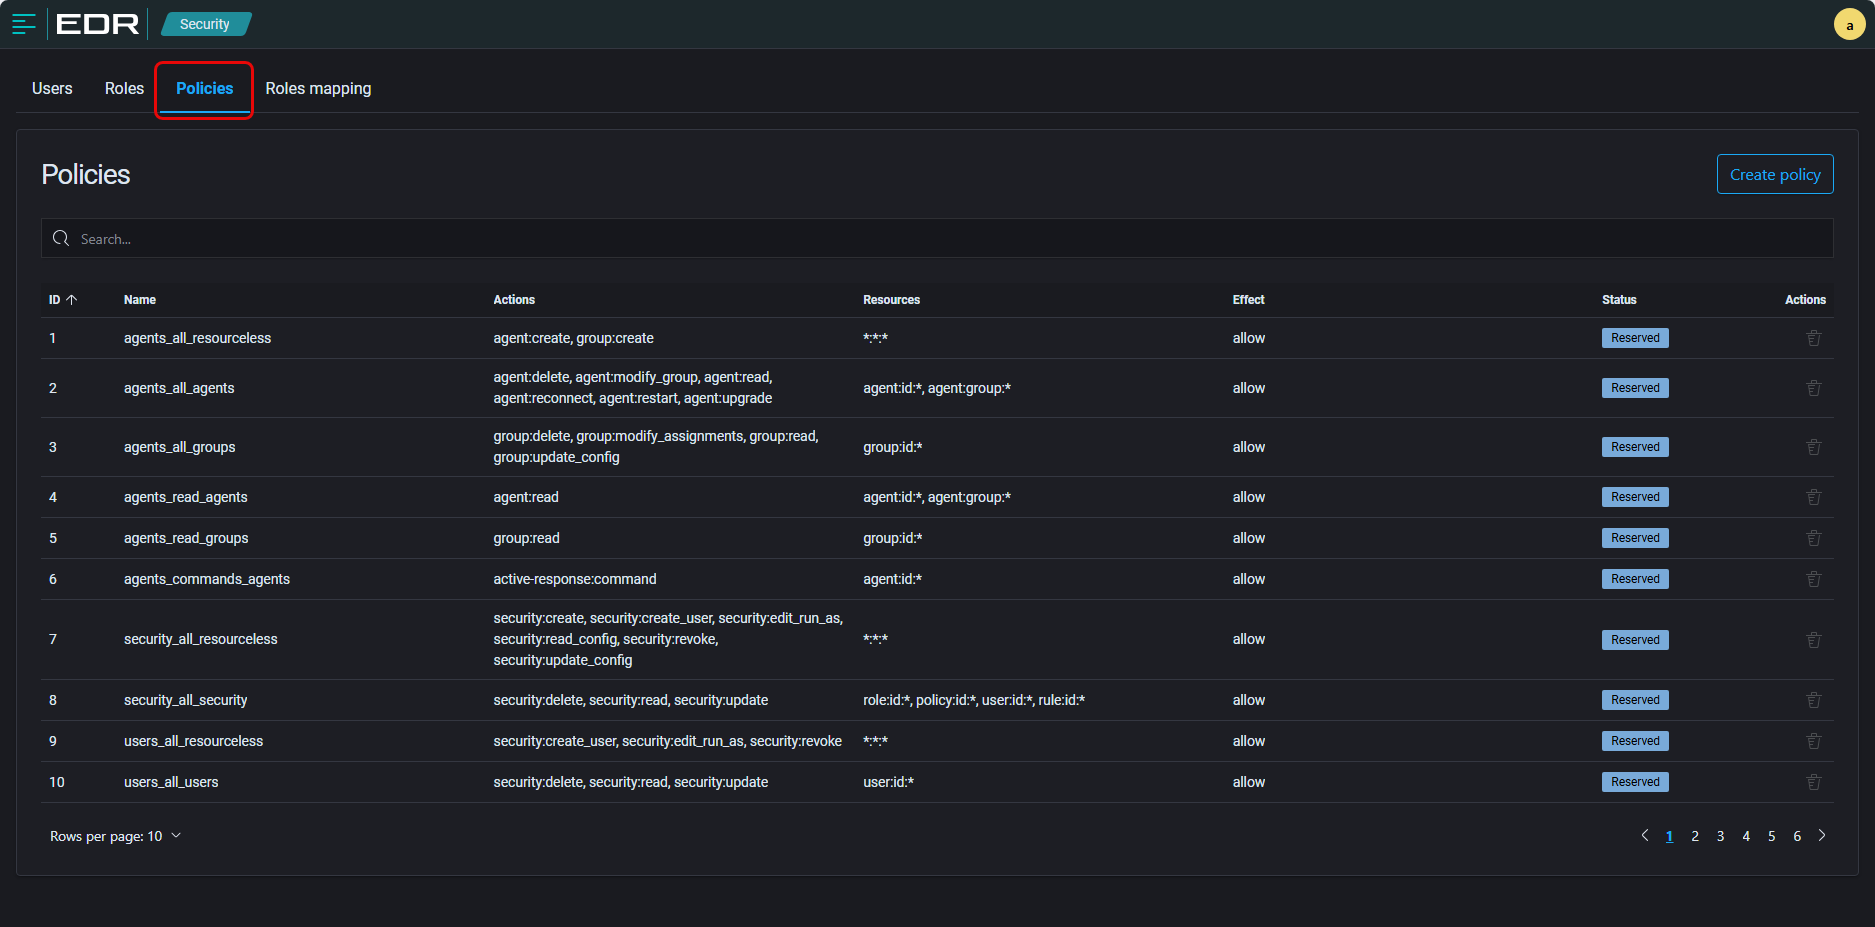 EDR
Security
a
Users
Roles
Policies
Roles mapping
Policies
Create policy
Search...
ID Name Actions Resources Effect Status Actions
1 agents_all_resourceless agent:create, group:create *:*:* allow Reserved
2 agents_all_agents agent:delete, agent:modify_group, agent:read,
agent:reconnect, agent:restart, agent:upgrade agent:id:*, agent:group:* allow Reserved
3 agents_all_groups group:delete, group:modify_assignments, group:read,
group:update_config group:id:* allow Reserved
4 agents_read_agents agent:read agent:id:*, agent:group:* allow Reserved
5 agents_read_groups group:read group:id:* allow Reserved
6 agents_commands_agents active-response:command agent:id:* allow Reserved
7 security_all_resourceless security:create, security:create_user, security:edit_run_as,
security:read_config, security:revoke,
security:update_config *:*:* allow Reserved
8 security_all_security security:delete, security:read, security:update role:id:*, policy:id:*, user:id:*, rule:id:* allow Reserved
9 users_all_resourceless security:create_user, security:edit_run_as, security:revoke *:*:* allow Reserved
10 users_all_users security:delete, security:read, security:update user:id:* allow Reserved
Rows per page: 10
1 2 3 4 5 6